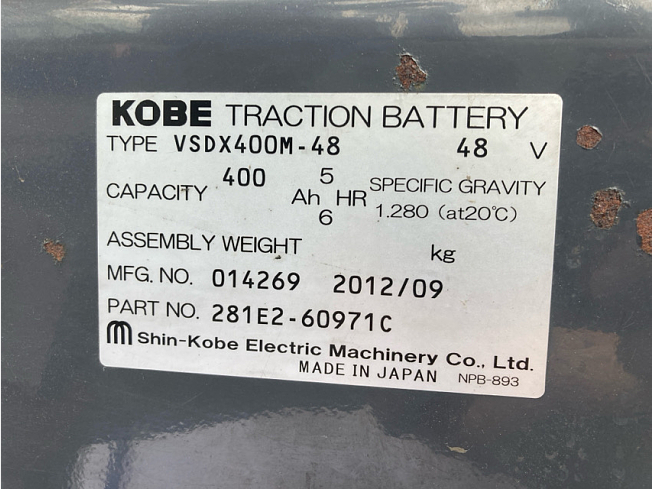 KOBE TRACTION BATTERY
TYPE VSDX400M-48 48 V
CAPACITY 400 Ah 5 HR SPECIFIC GRAVITY
6 1.280 (at20℃)
ASSEMBLY WEIGHT kg
MFG. NO. 014269 2012/09
PART NO. 281E2-60971C
Shin-Kobe Electric Machinery Co., Ltd.
MADE IN JAPAN NPB-893